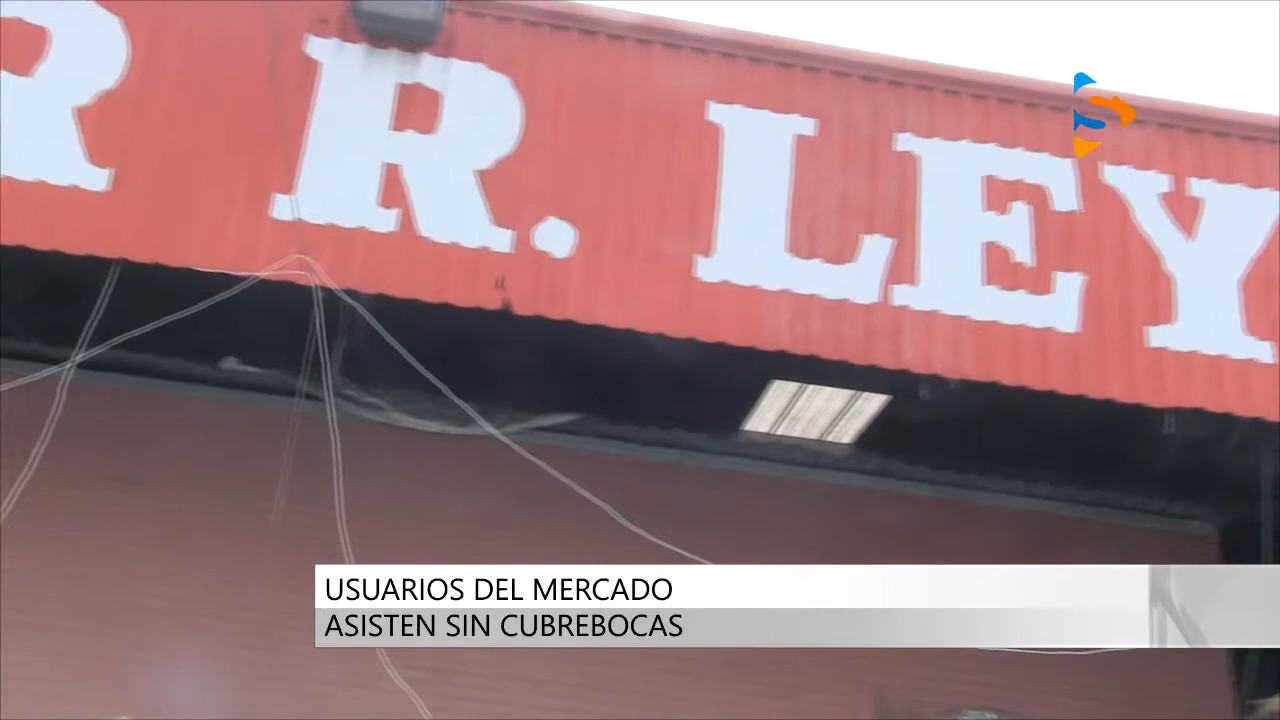 R R. LEY
USUARIOS DEL MERCADO
ASISTEN SIN CUBREBOCAS